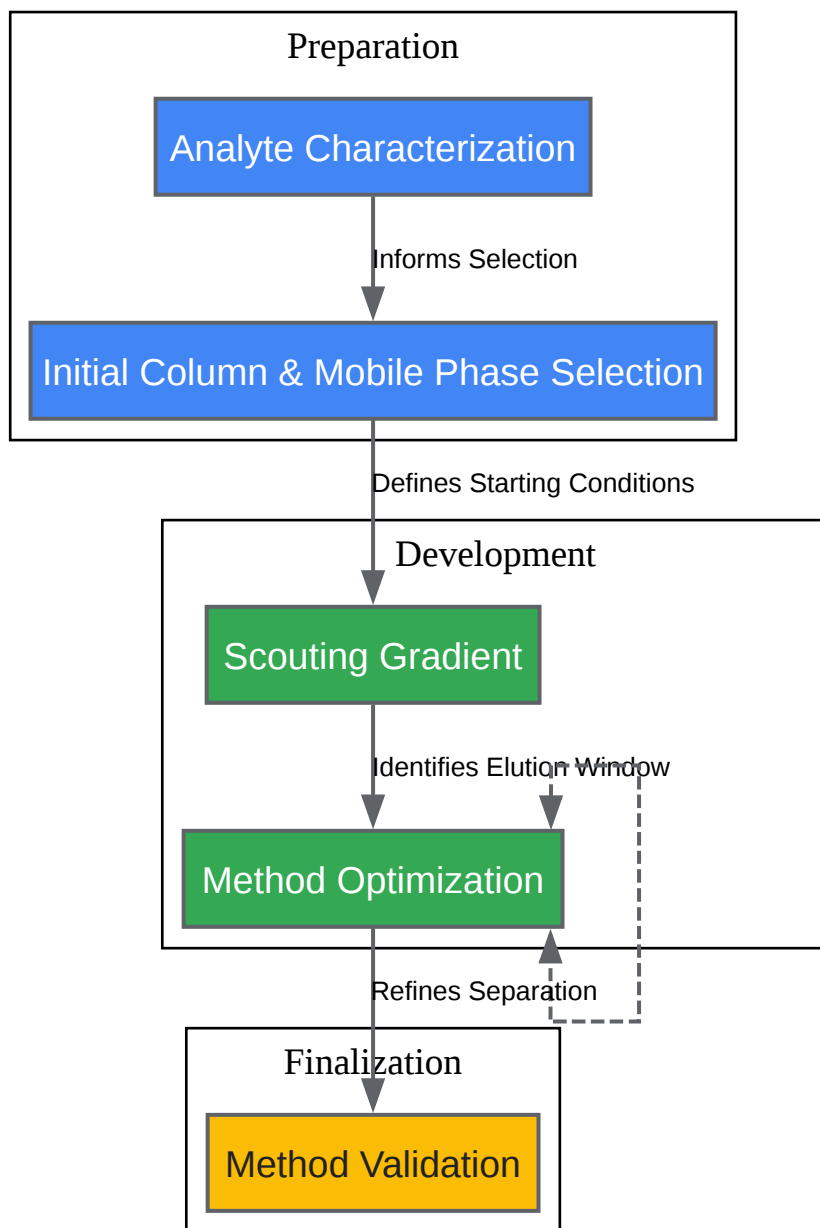 Preparation
Analyte Characterization
Informs Selection
Initial Column & Mobile Phase Selection
Defines Starting Conditions
Development
Scouting Gradient
Identifies Elution Window
Method Optimization
Refines Separation
Finalization
Method Validation